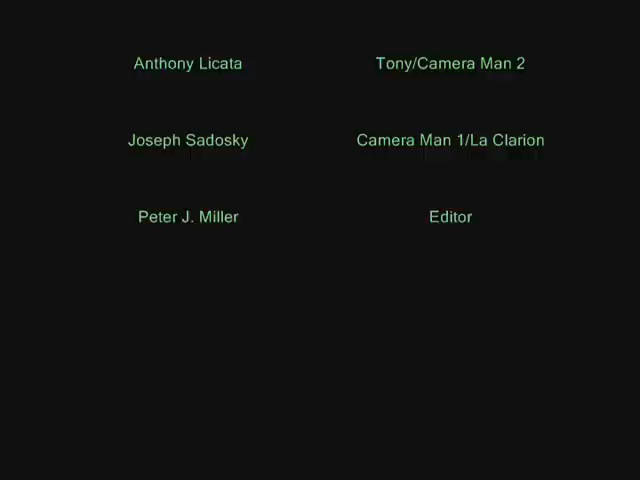 Anthony Licata Tony/Camera Man 2
Joseph Sadosky Camera Man 1/La Clarion
Peter J. Miller Editor